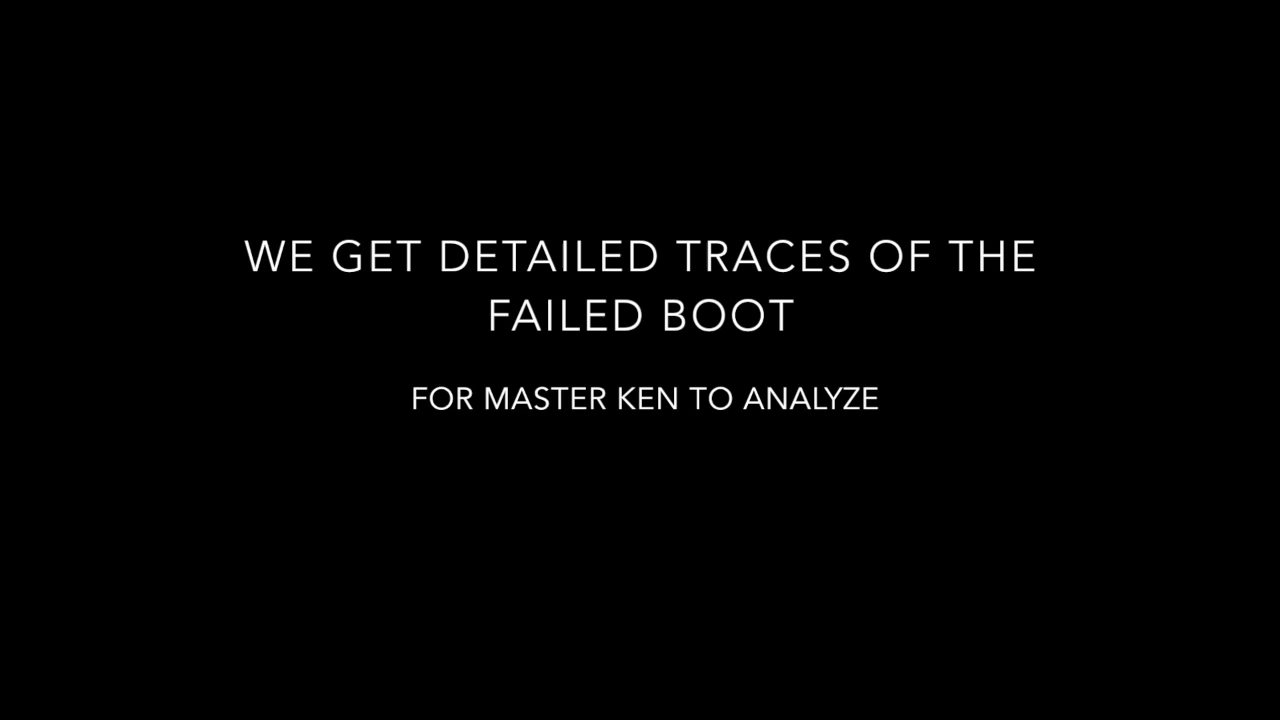 WE GET DETAILED TRACES OF THE
FAILED BOOT
FOR MASTER KEN TO ANALYZE